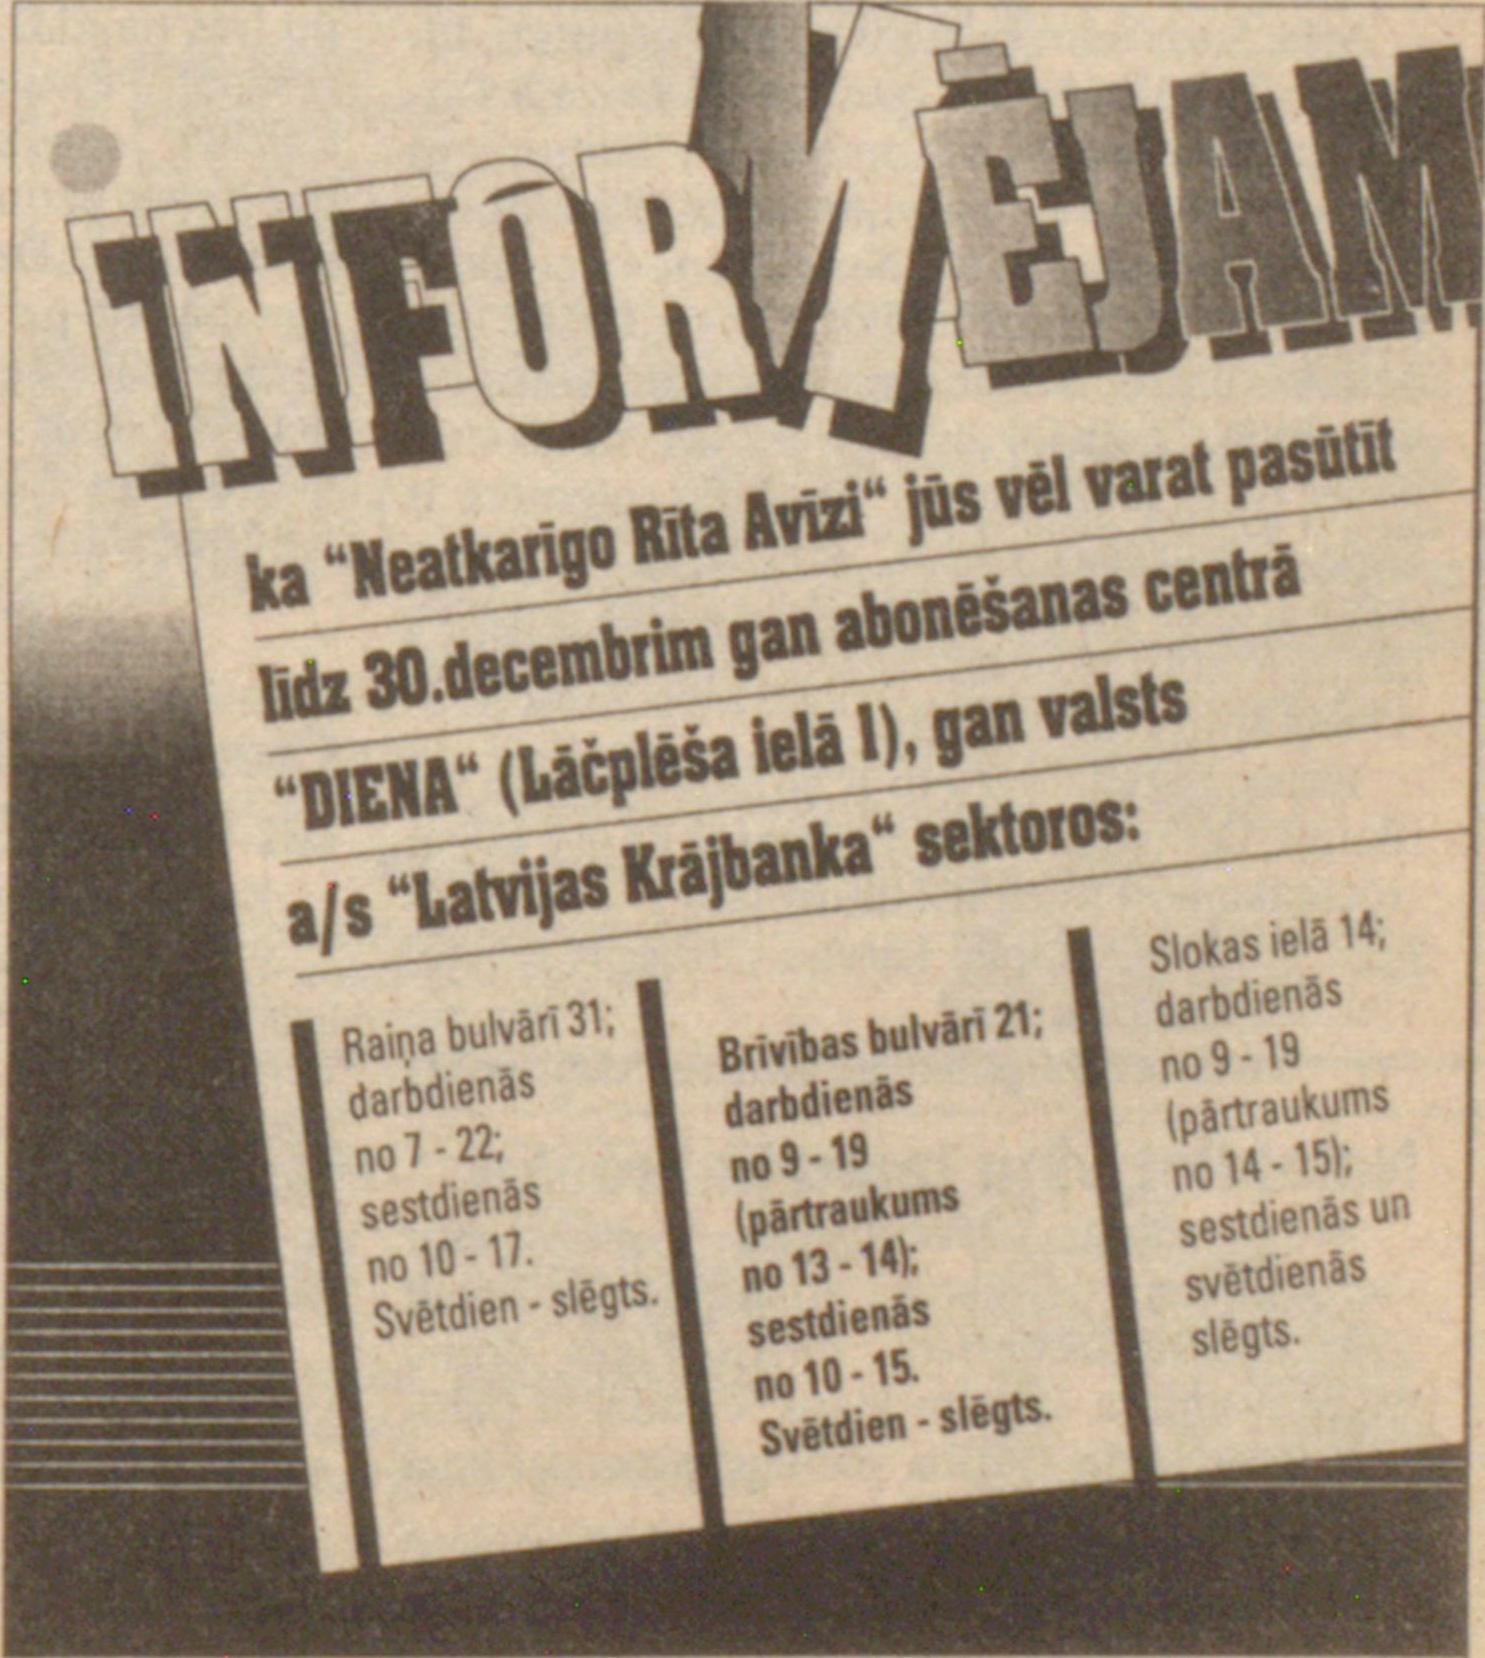 INFORMĒJAM
ka “Neatkarīgo Rīta Avīzi“ jūs vēl varat pasūtīt
līdz 30.decembrim gan abonēšanas centrā
“DIENA“ (Lāčplēša ielā 1), gan valsts
a/s “Latvijas Krājbanka“ sektoros:
Raiņa bulvārī 31;
darbdienās
no 7 - 22;
sestdienās
no 10 - 17.
Svētdien - slēgts.
Brīvības bulvārī 21;
darbdienās
no 9 - 19
(pārtraukums
no 13 - 14);
sestdienās
no 10 - 15.
Svētdien - slēgts.
Slokas ielā 14;
darbdienās
no 9 - 19
(pārtraukums
no 14 - 15);
sestdienās un
svētdienās
slēgts.